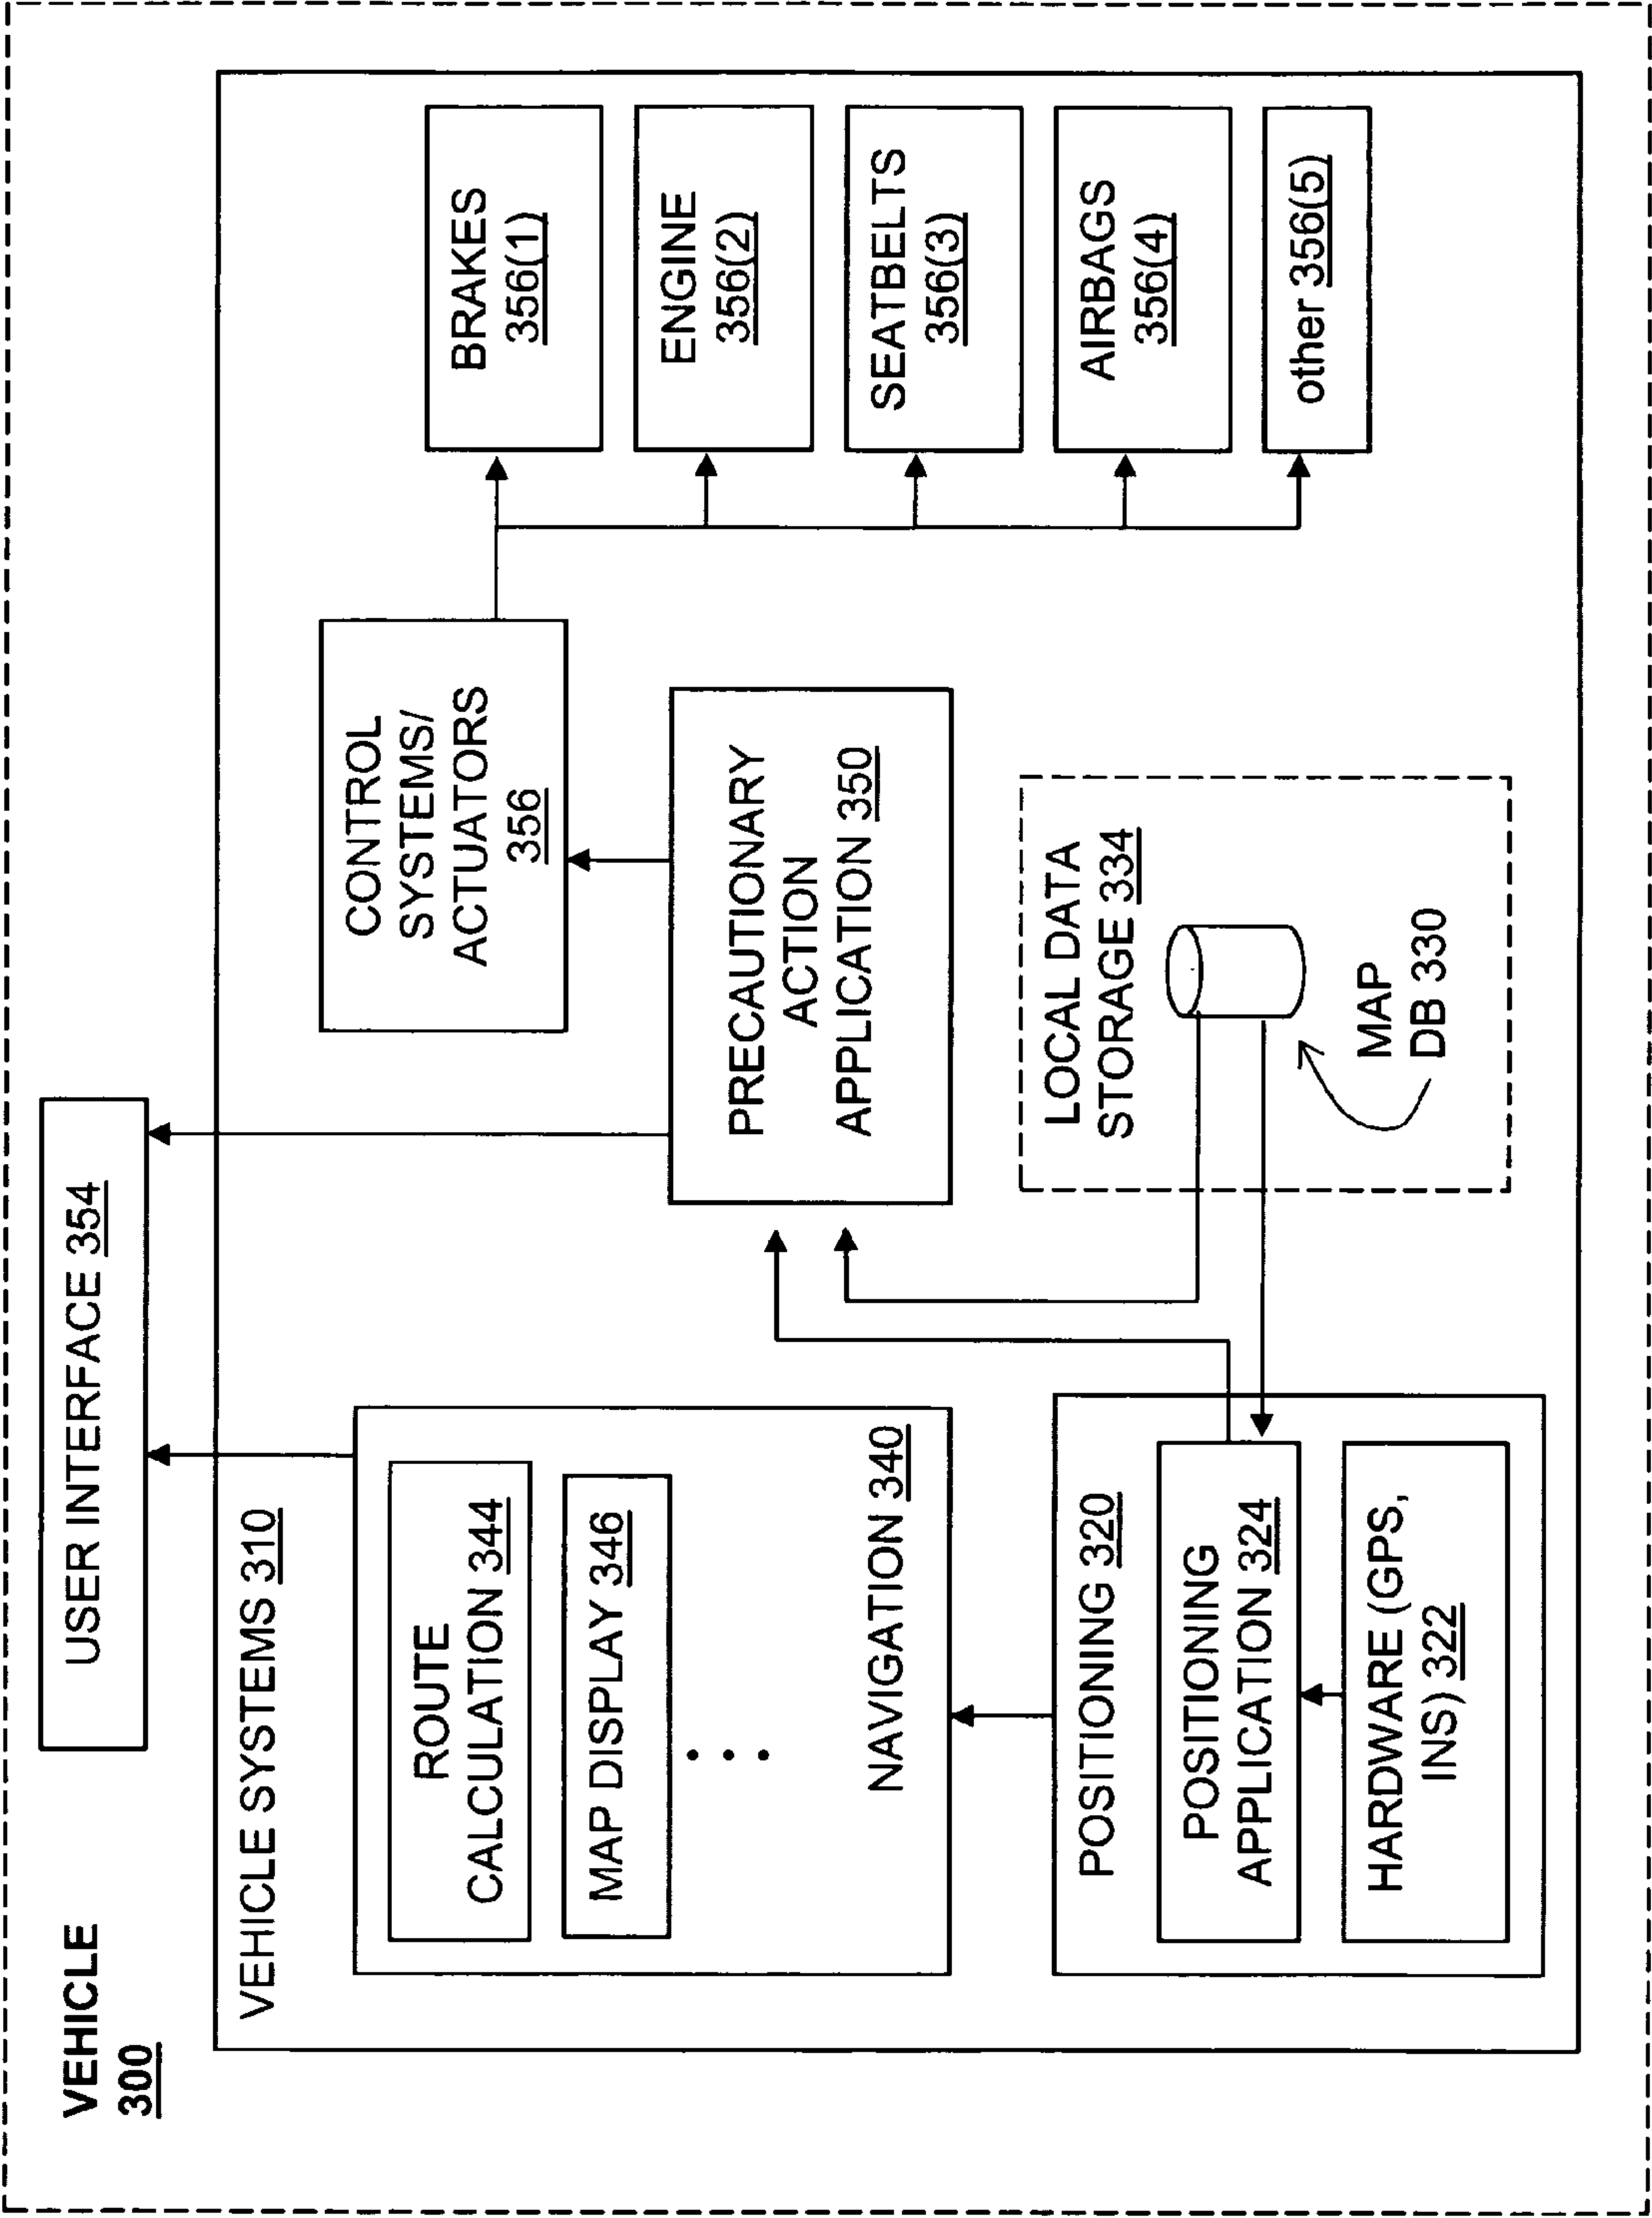 VEHICLE
300
USER INTERFACE 354
VEHICLE SYSTEMS 310
ROUTE
CALCULATION 344
MAP DISPLAY 346
NAVIGATION 340
POSITIONING 320
POSITIONING
APPLICATION 324
HARDWARE (GPS,
INS) 322
PRECAUTIONARY
ACTION
APPLICATION 350
LOCAL DATA
STORAGE 334
MAP
DB 330
CONTROL
SYSTEMS/
ACTUATORS
356
BRAKES
356(1)
ENGINE
356(2)
SEATBELTS
356(3)
AIRBAGS
356(4)
other 356(5)